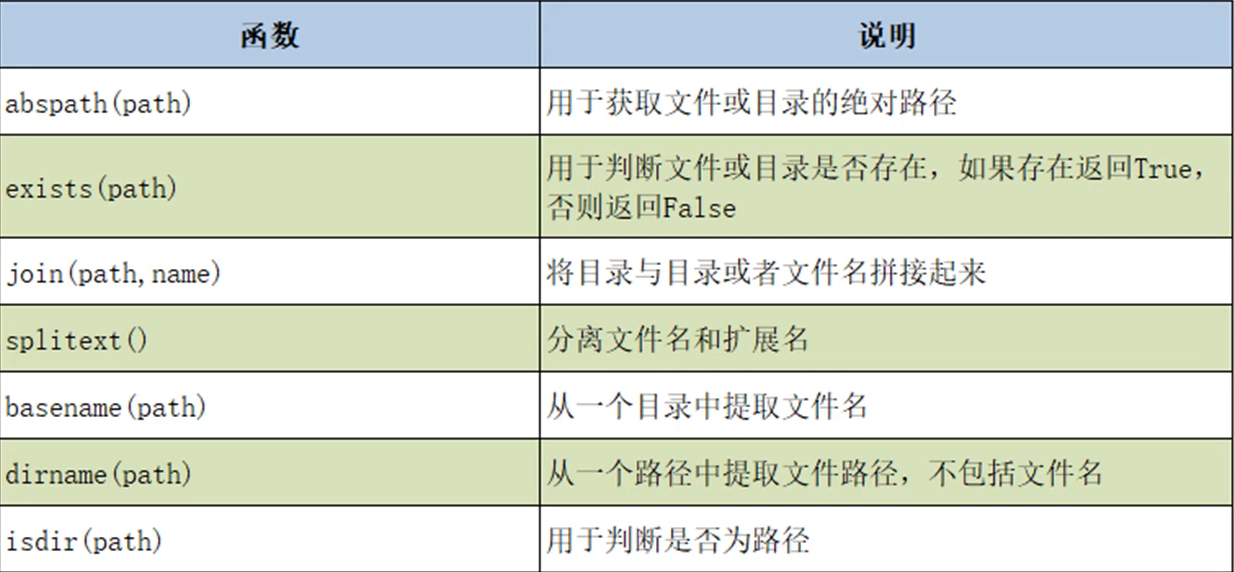 函数 说明
abspath(path) 用于获取文件或目录的绝对路径
exists(path) 用于判断文件或目录是否存在，如果存在返回True，
否则返回False
join(path,name) 将目录与目录或者文件名拼接起来
splitext() 分离文件名和扩展名
basename(path) 从一个目录中提取文件名
dirname(path) 从一个路径中提取文件路径，不包括文件名
isdir(path) 用于判断是否为路径